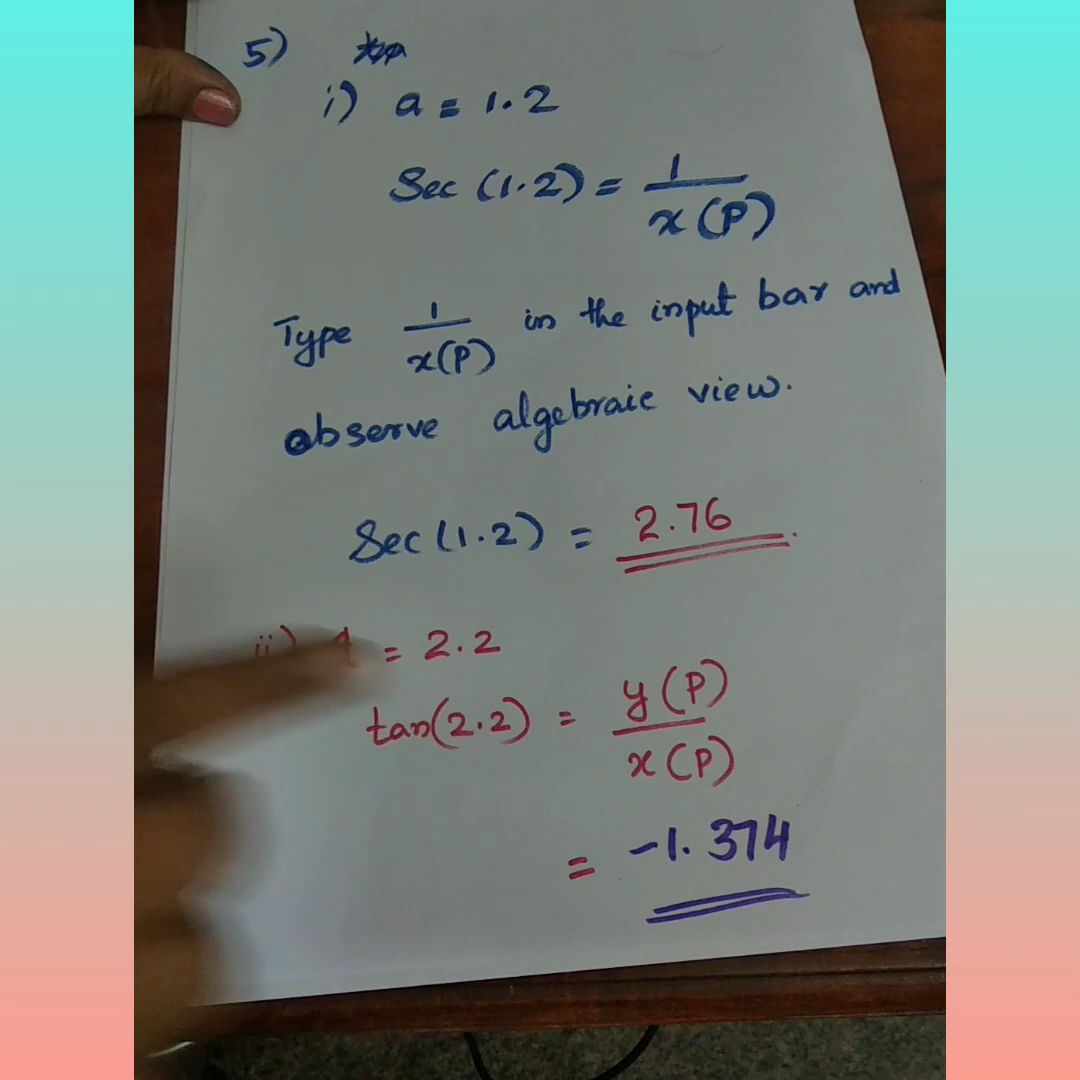 5)
i) a = 1.2
Sec (1.2) = 1 / x(P)
Type 1 / x(P) in the input bar and
observe algebraic view.
Sec (1.2) = 2.76
ii) = 2.2
tan(2.2) = y(P) / x(P)
= -1.374